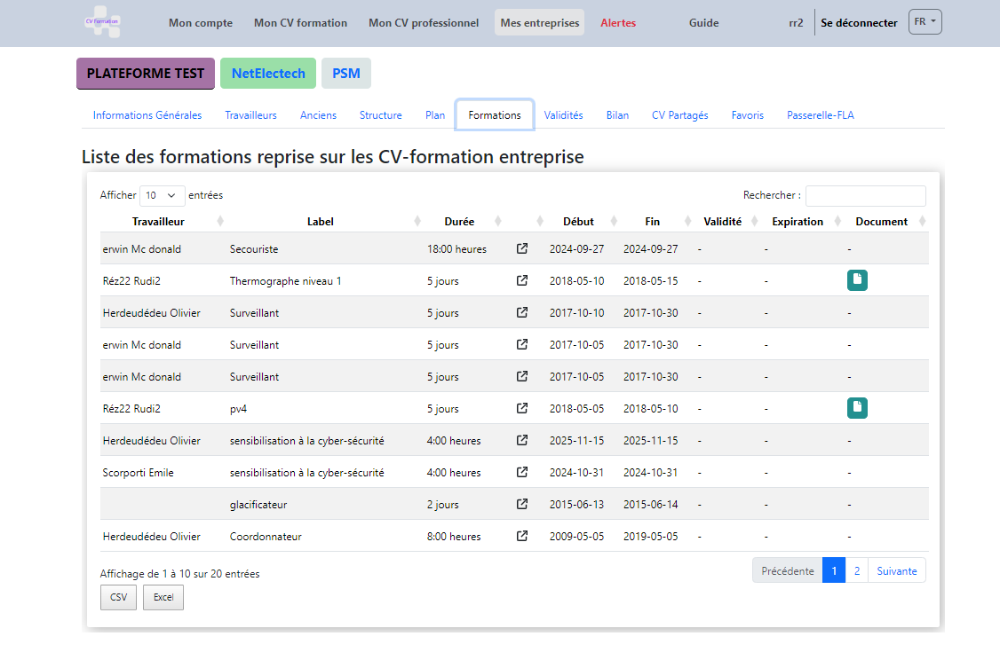 CV Formation Mon compte Mon CV formation Mon CV professionnel Mes entreprises Alertes Guide rr2 Se déconnecter FR
PLATEFORME TEST NetElectech PSM
Informations Générales Travailleurs Anciens Structure Plan Formations Validités Bilan CV Partagés Favoris Passerelle-FLA
Liste des formations reprise sur les CV-formation entreprise
Afficher 10 entrées Rechercher :
Travailleur Label Durée Début Fin Validité Expiration Document
erwin Mc donald Secouriste 18:00 heures 2024-09-27 2024-09-27 - - -
Réz22 Rudi2 Thermographe niveau 1 5 jours 2018-05-10 2018-05-15 - -
Herdeudédeu Olivier Surveillant 5 jours 2017-10-10 2017-10-30 - - -
erwin Mc donald Surveillant 5 jours 2017-10-05 2017-10-30 - - -
erwin Mc donald Surveillant 5 jours 2017-10-05 2017-10-30 - - -
Réz22 Rudi2 pv4 5 jours 2018-05-05 2018-05-10 - -
Herdeudédeu Olivier sensibilisation à la cyber-sécurité 4:00 heures 2025-11-15 2025-11-15 - - -
Scorporti Emile sensibilisation à la cyber-sécurité 4:00 heures 2024-10-31 2024-10-31 - - -
glacificateur 2 jours 2015-06-13 2015-06-14 - - -
Herdeudédeu Olivier Coordonnateur 8:00 heures 2009-05-05 2019-05-05 - - -
Affichage de 1 à 10 sur 20 entrées Précédente 1 2 Suivante
CSV Excel